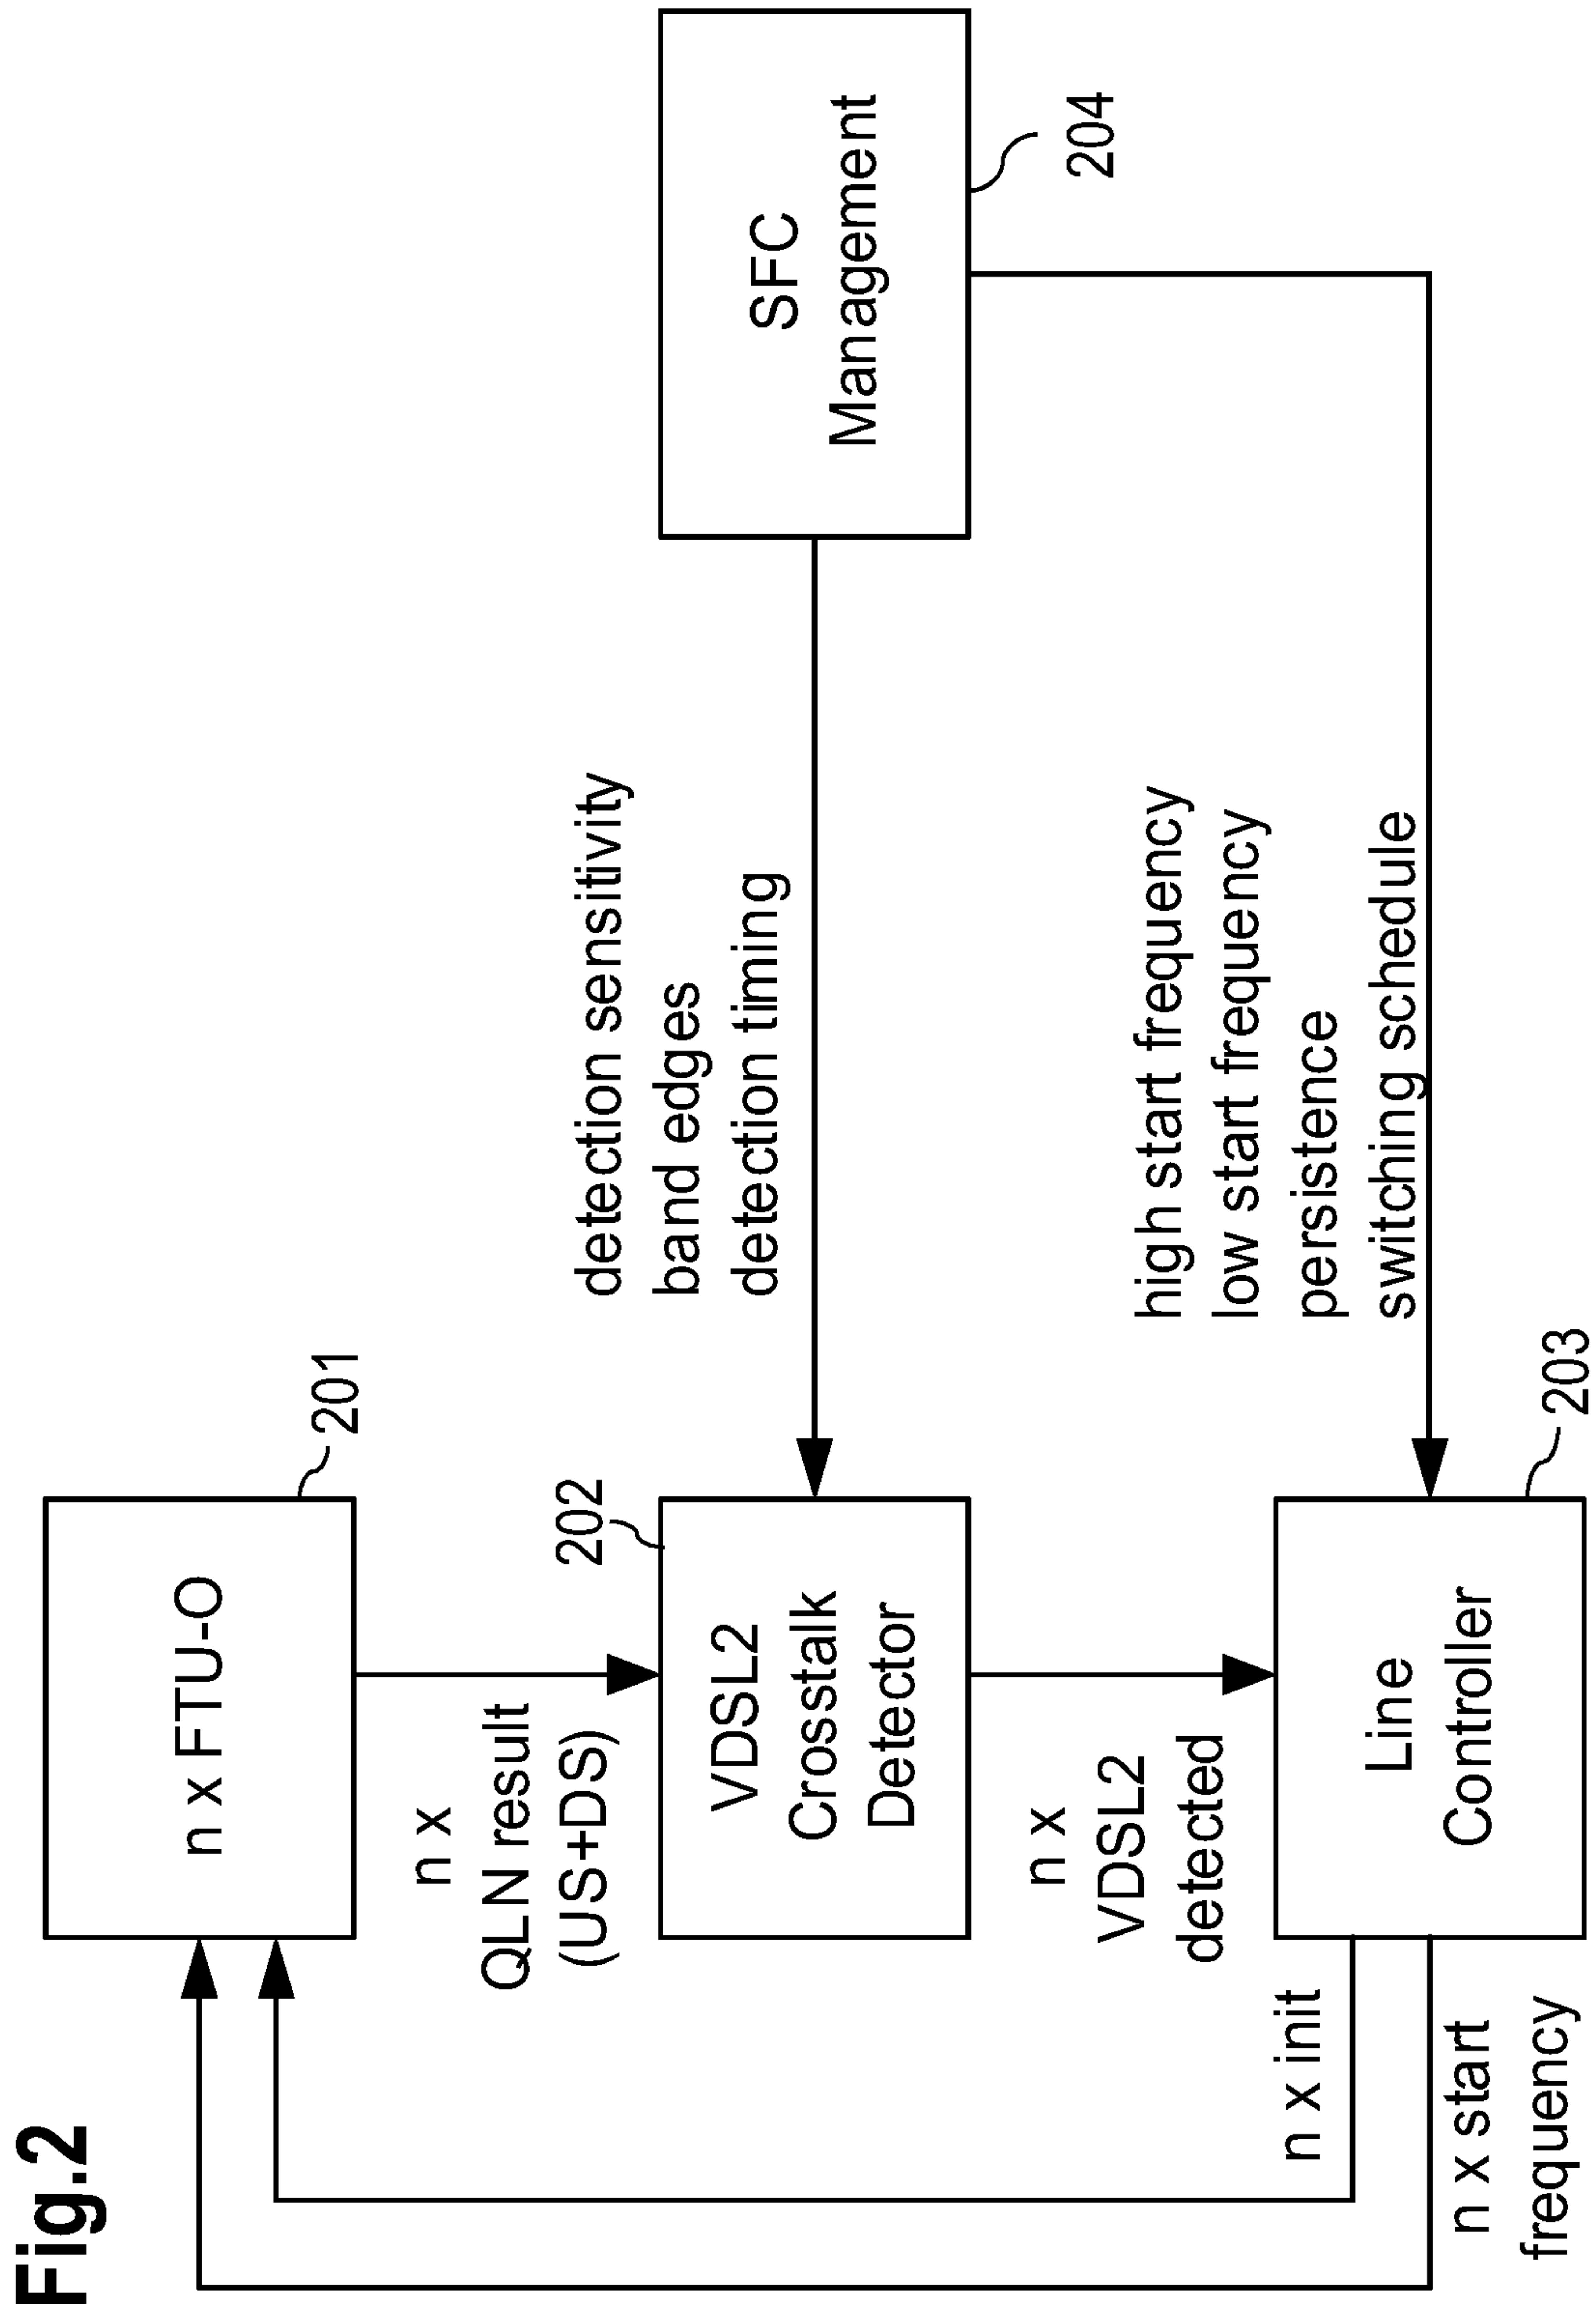 Fig.2
n x FTU-O
201
n x
QLN result
(US+DS)
202
VDSL2
Crosstalk
Detector
detection sensitivity
band edges
detection timing
SFC
Management
204
n x
VDSL2
detected
high start frequency
low start frequency
persistence
switching schedule
n x init
n x start
frequency
Line
Controller
203